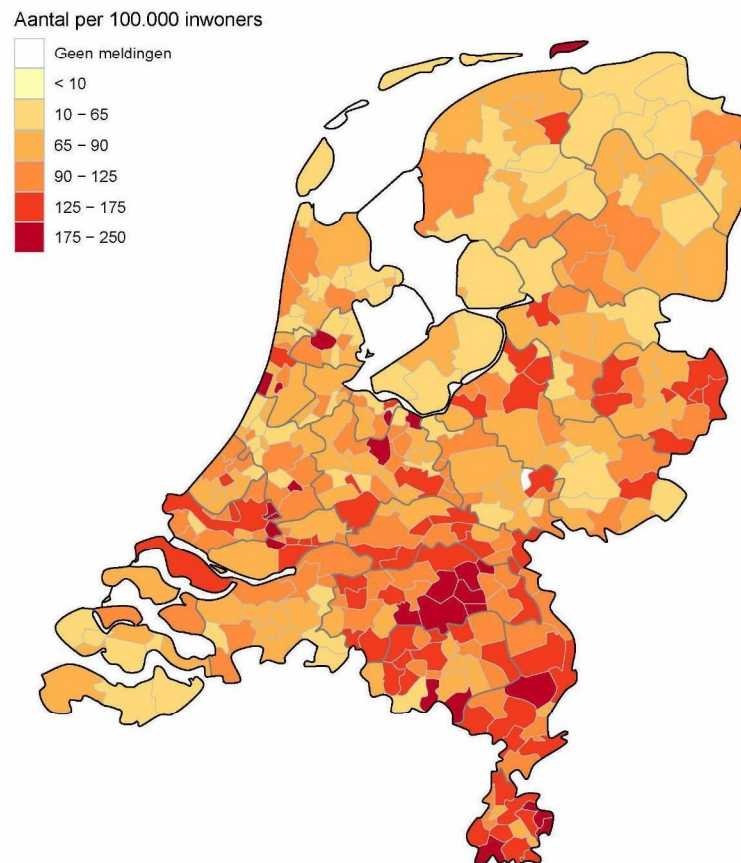 Aantal per 100.000 inwoners
Geen meldingen
< 10
10 – 65
65 – 90
90 – 125
125 – 175
175 – 250